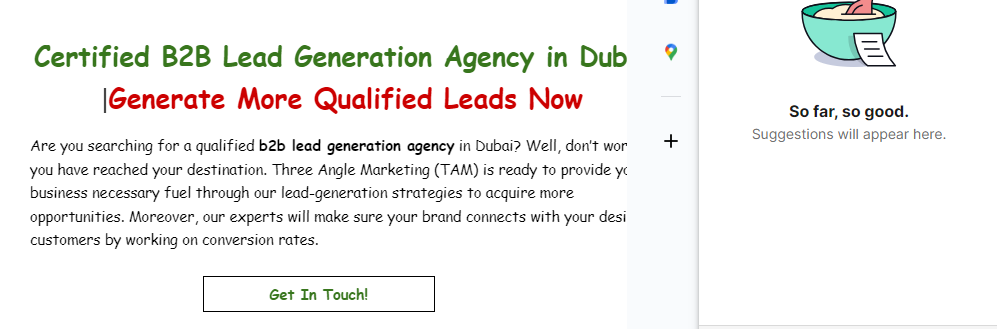 Certified B2B Lead Generation Agency in Dub
Generate More Qualified Leads Now
Are you searching for a qualified b2b lead generation agency in Dubai? Well, don't wor
you have reached your destination. Three Angle Marketing (TAM) is ready to provide yo
business necessary fuel through our lead-generation strategies to acquire more
opportunities. Moreover, our experts will make sure your brand connects with your desi
customers by working on conversion rates.
Get In Touch!
So far, so good.
Suggestions will appear here.